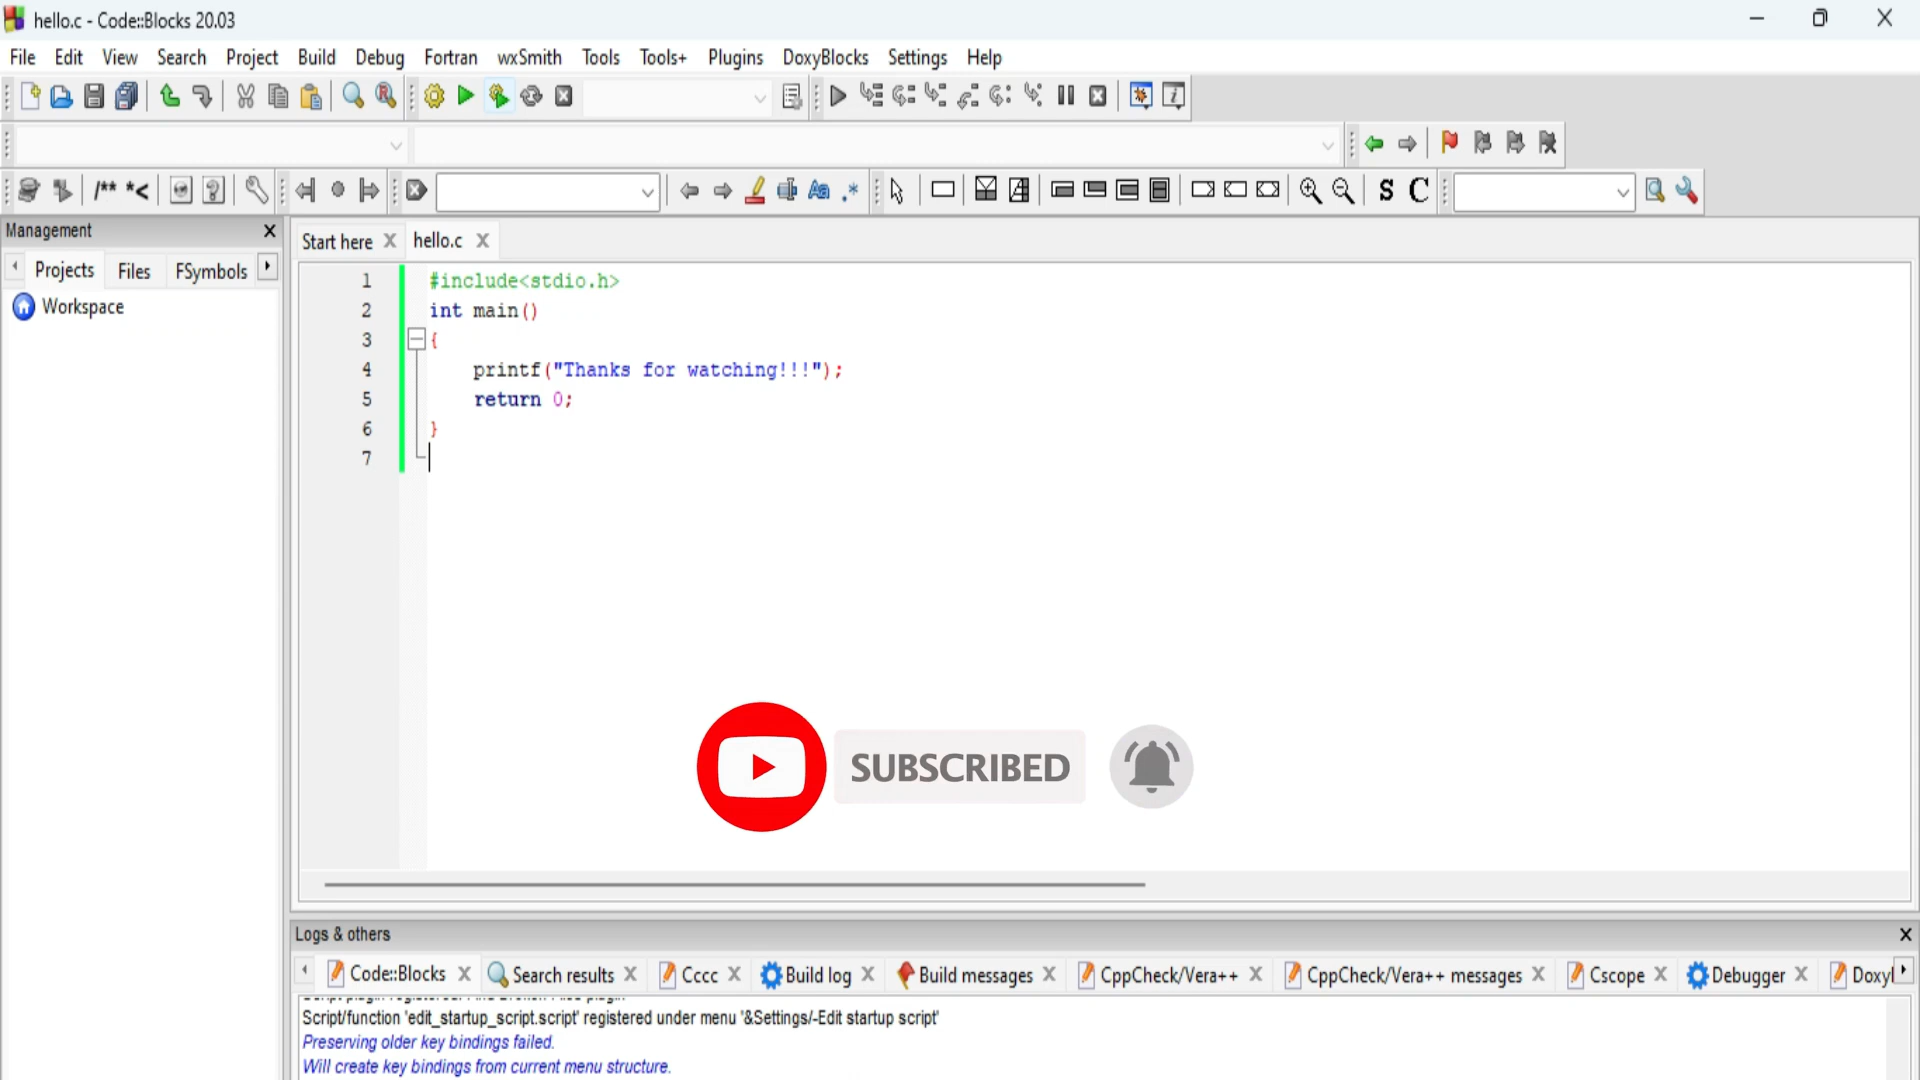 hello.c - Code::Blocks 20.03
File Edit View Search Project Build Debug Fortran wxSmith Tools Tools+ Plugins DoxyBlocks Settings Help
/** *<
S C
Management
Start here hello.c
Projects Files FSymbols
Workspace
1 #include<stdio.h>
2 int main()
3 {
4 printf("Thanks for watching!!!");
5 return 0;
6 }
7
SUBSCRIBED
Logs & others
Code::Blocks Search results Cccc Build log Build messages CppCheck/Vera++ CppCheck/Vera++ messages Cscope Debugger Doxyl
Script/function 'edit_startup_script.script' registered under menu '&Settings/-Edit startup script'
Preserving older key bindings failed.
Will create key bindings from current menu structure.